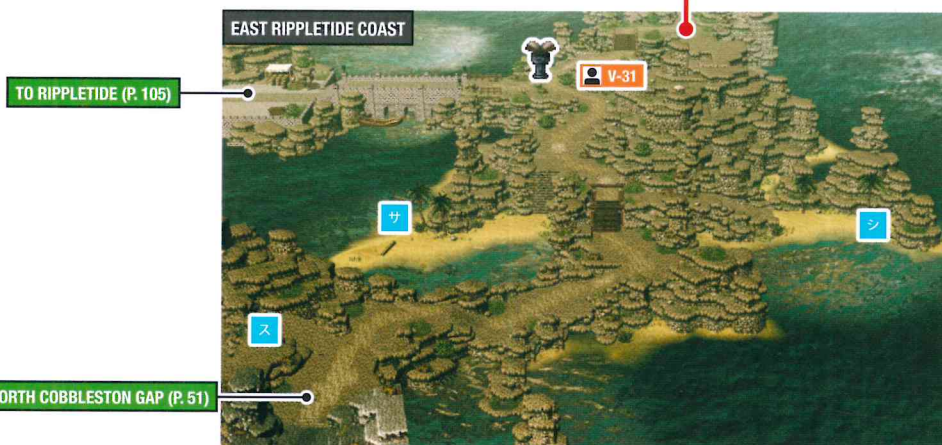 EAST RIPPLETIDE COAST
V-31
TO RIPPLETIDE (P. 105)
サ
シ
ス
ORTH COBBLESTON GAP (P. 51)